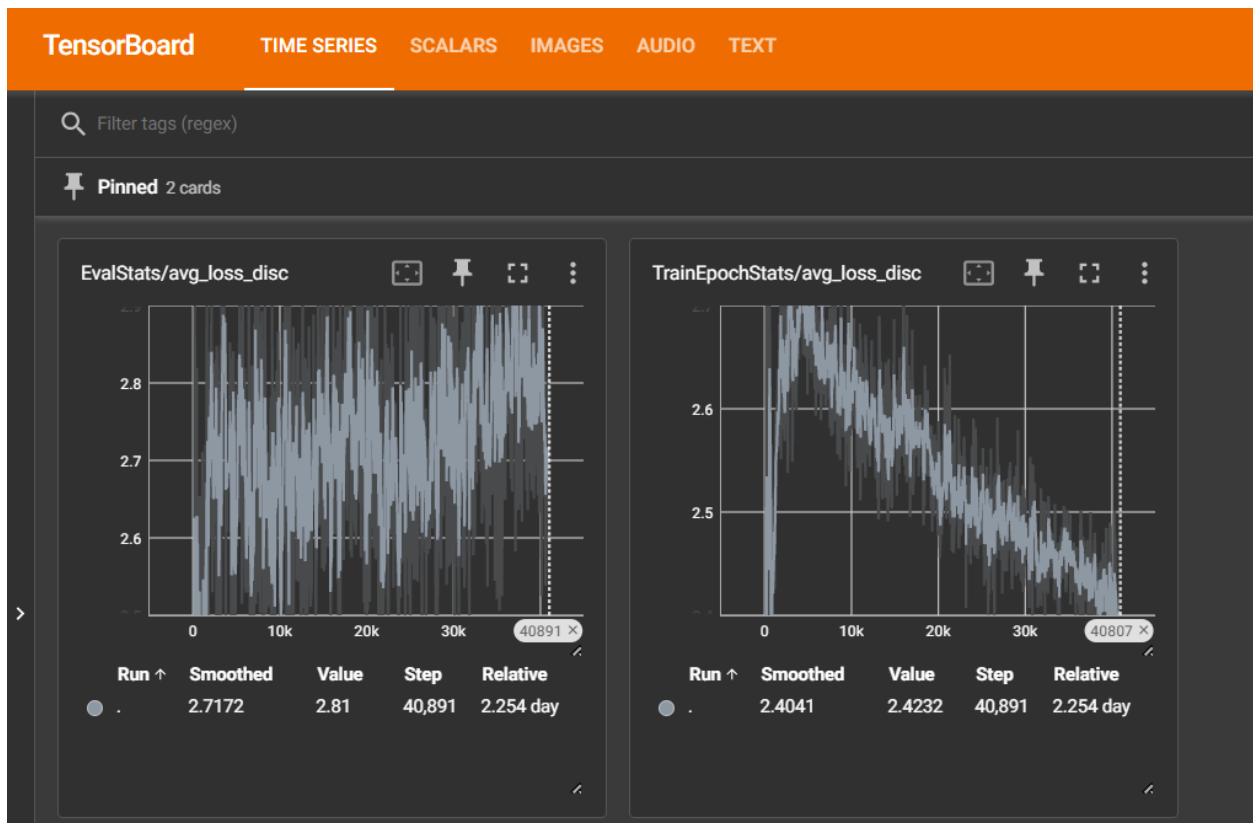 TensorBoard TIME SERIES SCALARS IMAGES AUDIO TEXT
Filter tags (regex)
Pinned 2 cards
EvalStats/avg_loss_disc
2.8
2.7
2.6
0 10k 20k 30k 40891 ×
Run ↑ Smoothed Value Step Relative
. 2.7172 2.81 40,891 2.254 day
TrainEpochStats/avg_loss_disc
2.6
2.5
0 10k 20k 30k 40807 ×
Run ↑ Smoothed Value Step Relative
. 2.4041 2.4232 40,891 2.254 day